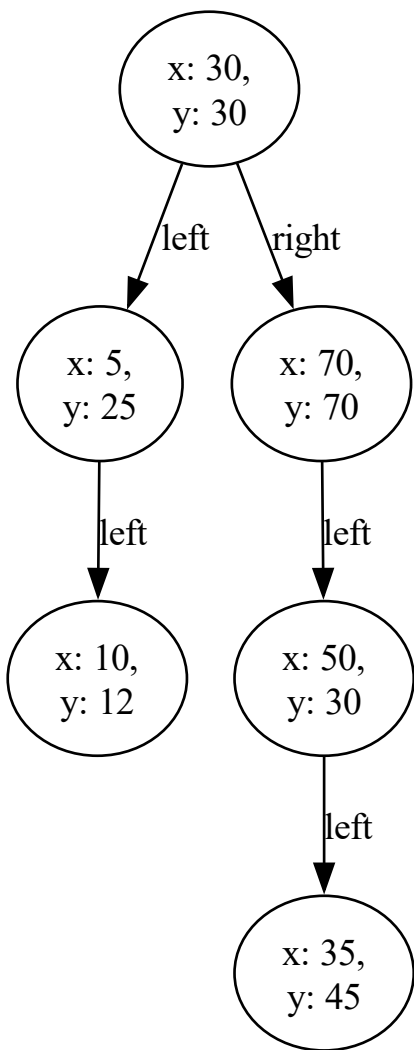 x: 30,
y: 30
left
right
x: 5,
y: 25
x: 70,
y: 70
left
left
x: 10,
y: 12
x: 50,
y: 30
left
x: 35,
y: 45